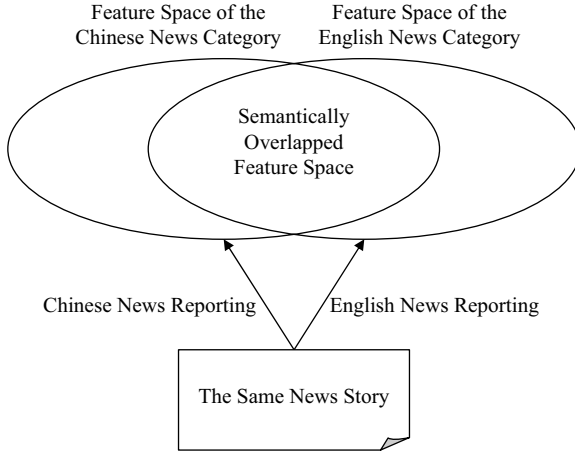 Feature Space of the
Chinese News Category
Feature Space of the
English News Category
Semantically
Overlapped
Feature Space
Chinese News Reporting
English News Reporting
The Same News Story